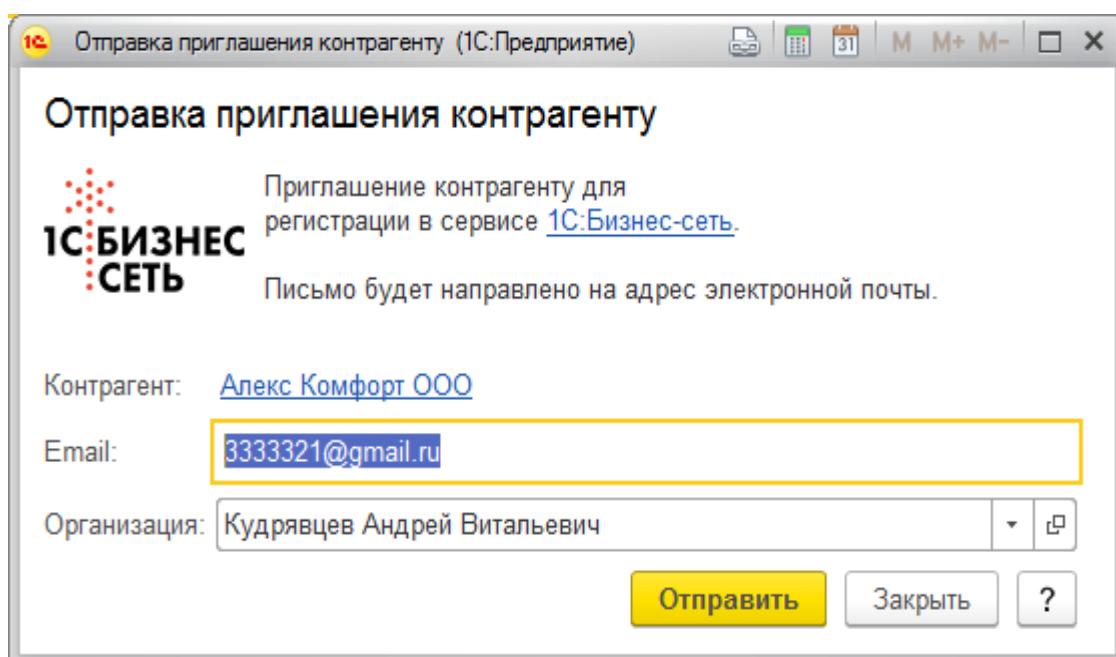 1С Отправка приглашения контрагенту (1С:Предприятие) 31 M M+ M-
Отправка приглашения контрагенту
1С:БИЗНЕС
СЕТЬ
Приглашение контрагенту для
регистрации в сервисе 1С:Бизнес-сеть.
Письмо будет направлено на адрес электронной почты.
Контрагент: Алекс Комфорт ООО
Email: 3333321@gmail.ru
Организация: Кудрявцев Андрей Витальевич
Отправить Закрыть ?